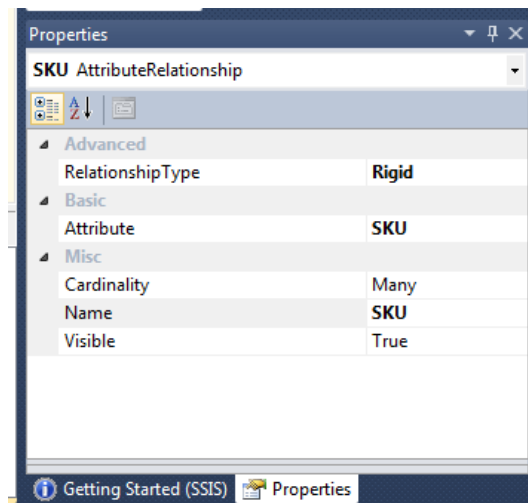 Properties
SKU AttributeRelationship
Advanced
RelationshipType Rigid
Basic
Attribute SKU
Misc
Cardinality Many
Name SKU
Visible True
Getting Started (SSIS) Properties